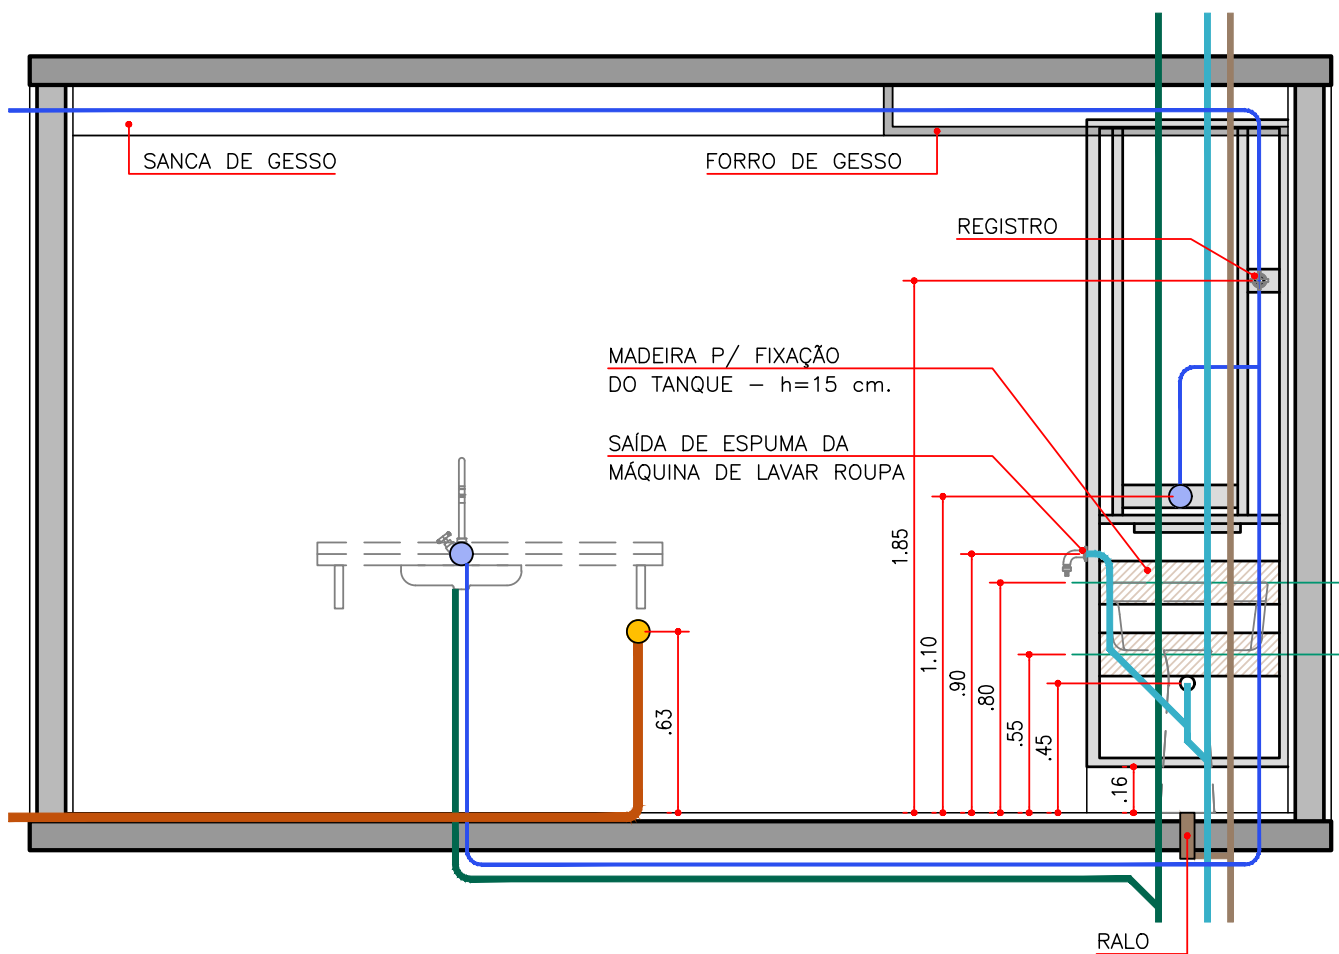 SANCA DE GESSO
FORRO DE GESSO
REGISTRO
MADEIRA P/ FIXAÇÃO
DO TANQUE – h=15 cm.
SAÍDA DE ESPUMA DA
MÁQUINA DE LAVAR ROUPA
1.85
1.10
.90
.80
.55
.45
.63
.16
RALO